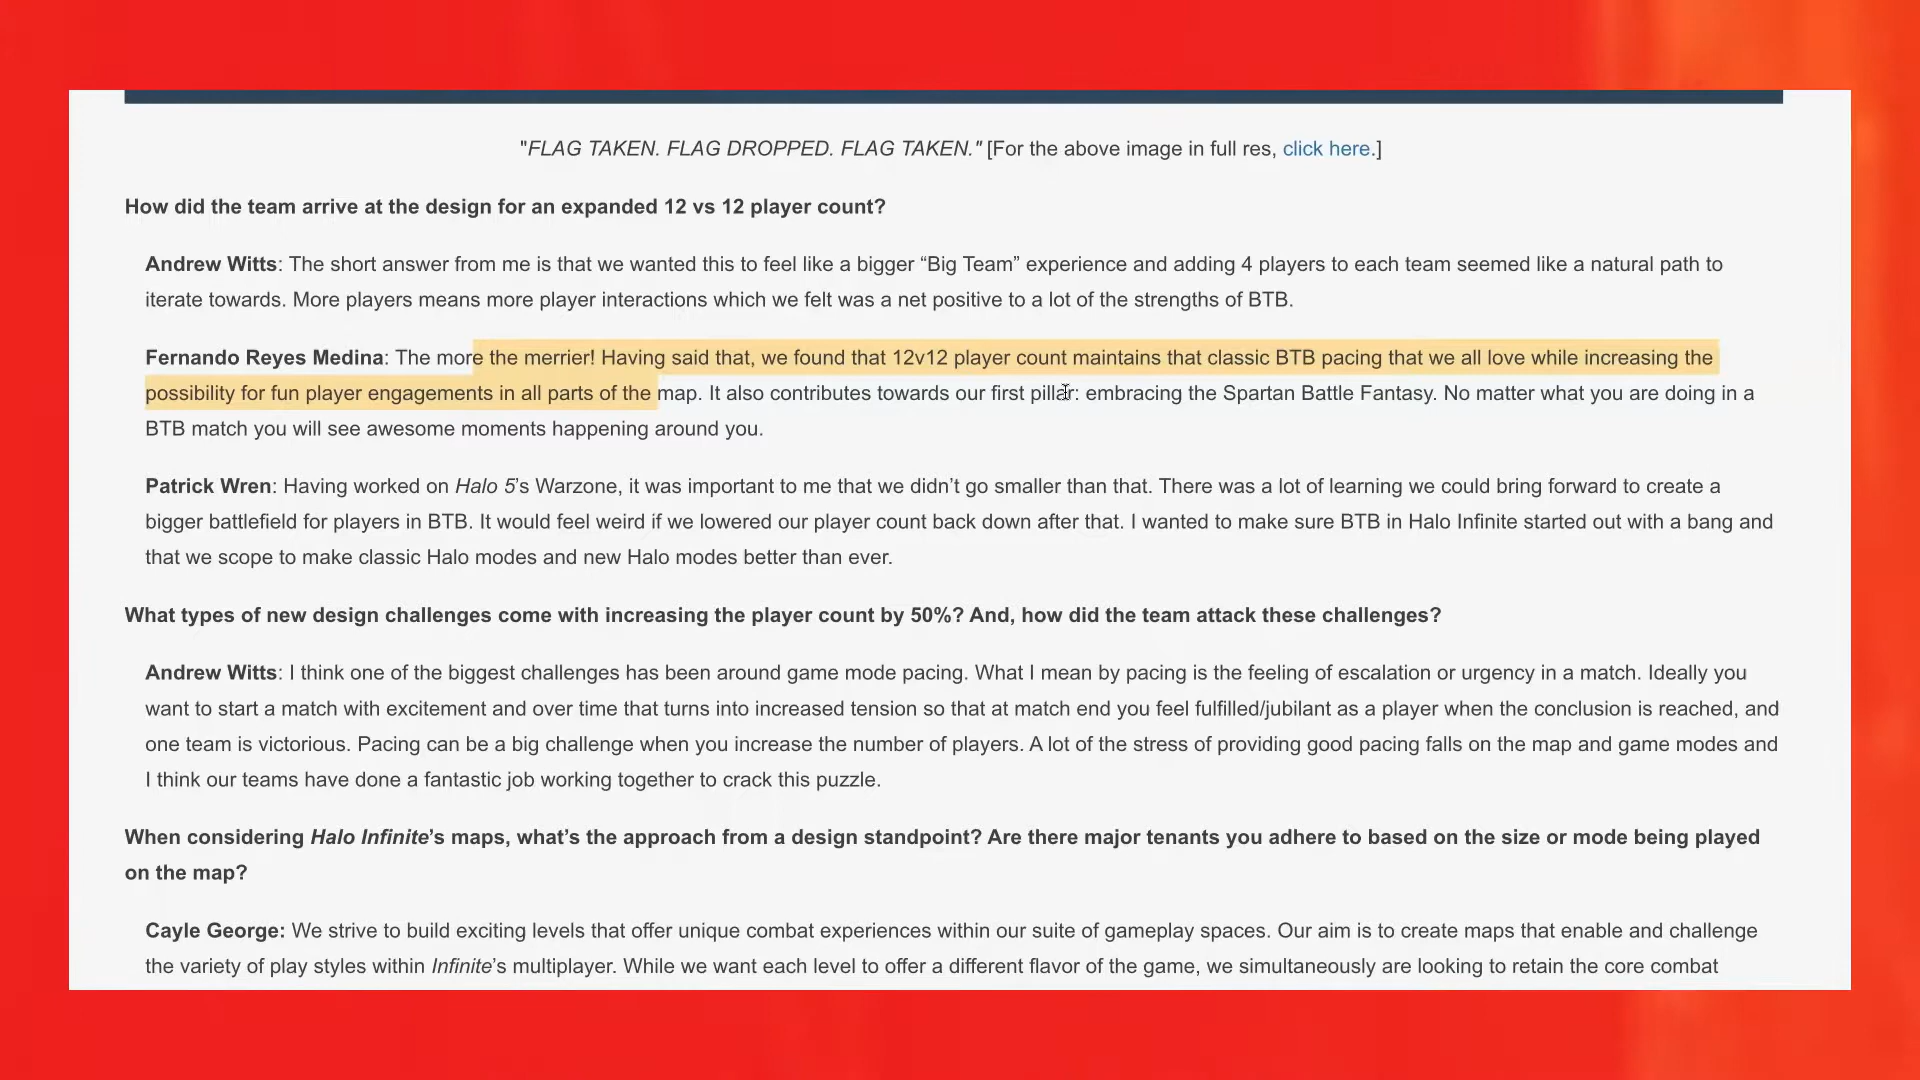 "FLAG TAKEN. FLAG DROPPED. FLAG TAKEN." [For the above image in full res, click here.]
How did the team arrive at the design for an expanded 12 vs 12 player count?
Andrew Witts: The short answer from me is that we wanted this to feel like a bigger “Big Team” experience and adding 4 players to each team seemed like a natural path to
iterate towards. More players means more player interactions which we felt was a net positive to a lot of the strengths of BTB.
Fernando Reyes Medina: The more the merrier! Having said that, we found that 12v12 player count maintains that classic BTB pacing that we all love while increasing the
possibility for fun player engagements in all parts of the map. It also contributes towards our first pillar: embracing the Spartan Battle Fantasy. No matter what you are doing in a
BTB match you will see awesome moments happening around you.
Patrick Wren: Having worked on Halo 5’s Warzone, it was important to me that we didn’t go smaller than that. There was a lot of learning we could bring forward to create a
bigger battlefield for players in BTB. It would feel weird if we lowered our player count back down after that. I wanted to make sure BTB in Halo Infinite started out with a bang and
that we scope to make classic Halo modes and new Halo modes better than ever.
What types of new design challenges come with increasing the player count by 50%? And, how did the team attack these challenges?
Andrew Witts: I think one of the biggest challenges has been around game mode pacing. What I mean by pacing is the feeling of escalation or urgency in a match. Ideally you
want to start a match with excitement and over time that turns into increased tension so that at match end you feel fulfilled/jubilant as a player when the conclusion is reached, and
one team is victorious. Pacing can be a big challenge when you increase the number of players. A lot of the stress of providing good pacing falls on the map and game modes and
I think our teams have done a fantastic job working together to crack this puzzle.
When considering Halo Infinite’s maps, what’s the approach from a design standpoint? Are there major tenants you adhere to based on the size or mode being played
on the map?
Cayle George: We strive to build exciting levels that offer unique combat experiences within our suite of gameplay spaces. Our aim is to create maps that enable and challenge
the variety of play styles within Infinite’s multiplayer. While we want each level to offer a different flavor of the game, we simultaneously are looking to retain the core combat